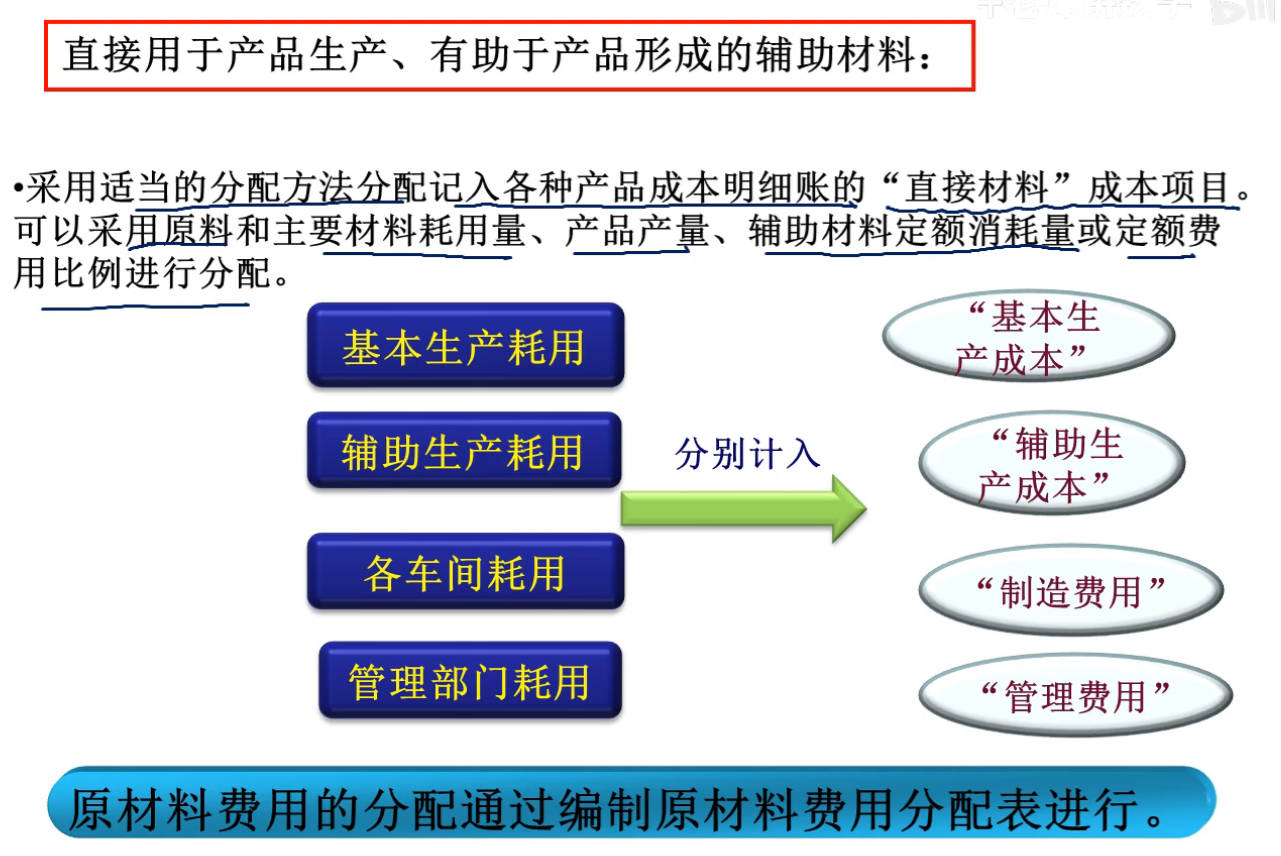 直接用于产品生产、有助于产品形成的辅助材料：
•采用适当的分配方法分配记入各种产品成本明细账的“直接材料”成本项目。
可以采用原料和主要材料耗用量、产品产量、辅助材料定额消耗量或定额费
用比例进行分配。
基本生产耗用
“基本生
产成本”
辅助生产耗用
分别计入
“辅助生
产成本”
各车间耗用
“制造费用”
管理部门耗用
“管理费用”
原材料费用的分配通过编制原材料费用分配表进行。